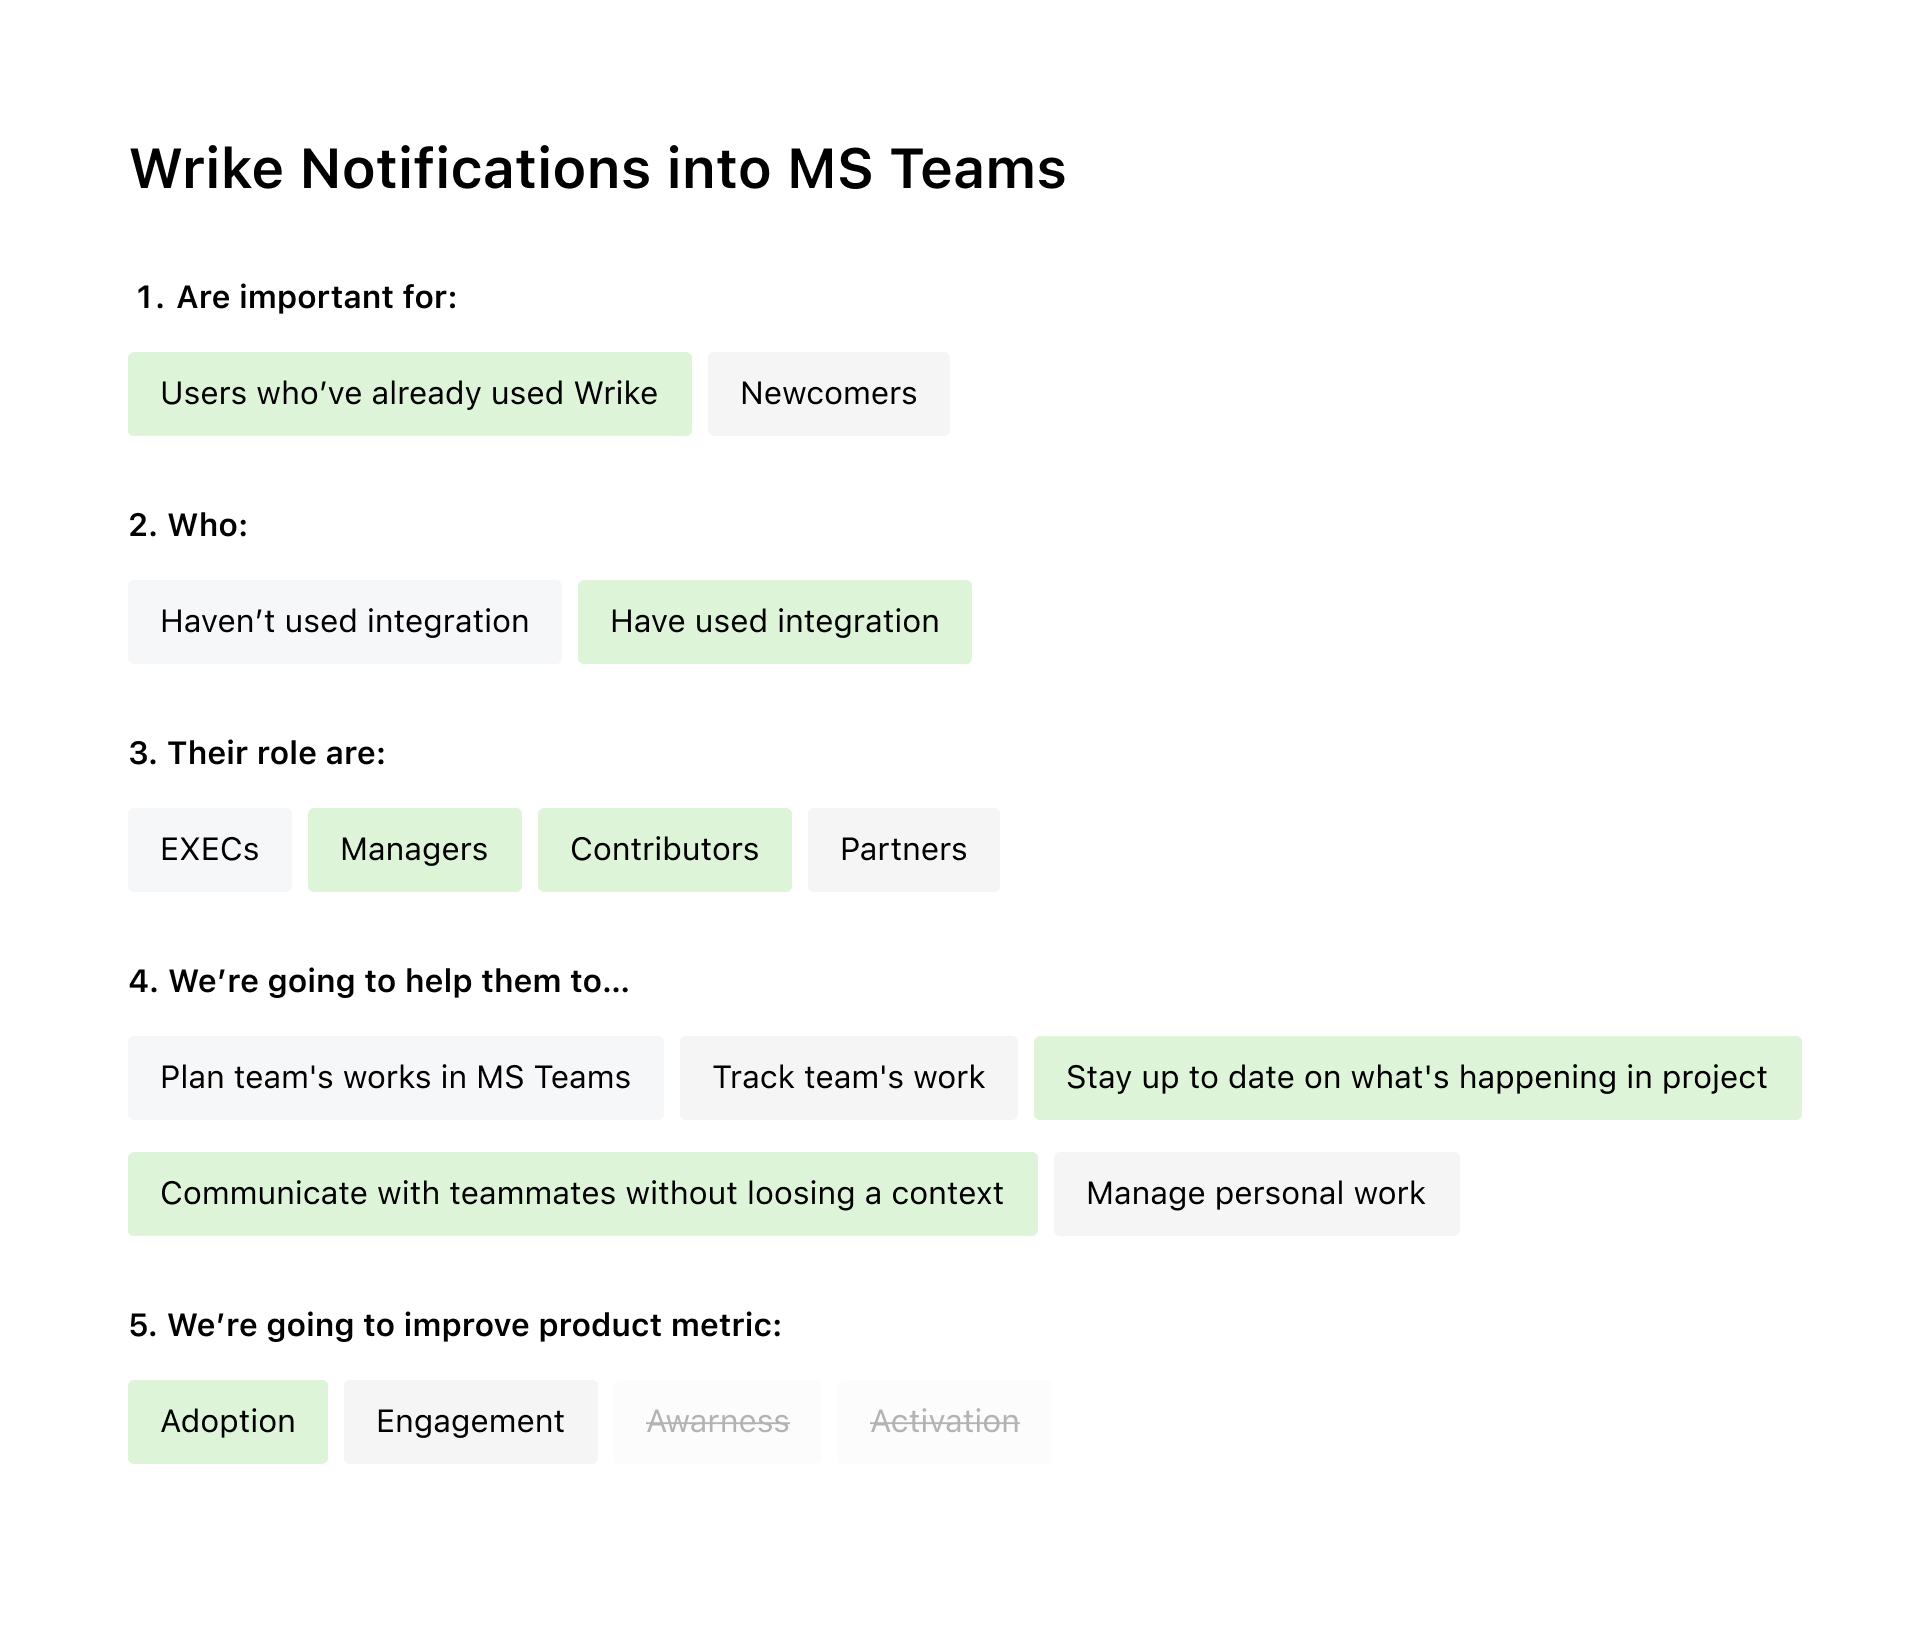 Wrike Notifications into MS Teams
1. Are important for:
Users who’ve already used Wrike Newcomers
2. Who:
Haven’t used integration Have used integration
3. Their role are:
EXECs Managers Contributors Partners
4. We’re going to help them to...
Plan team's works in MS Teams Track team's work Stay up to date on what's happening in project
Communicate with teammates without loosing a context Manage personal work
5. We’re going to improve product metric:
Adoption Engagement Awarness Activation